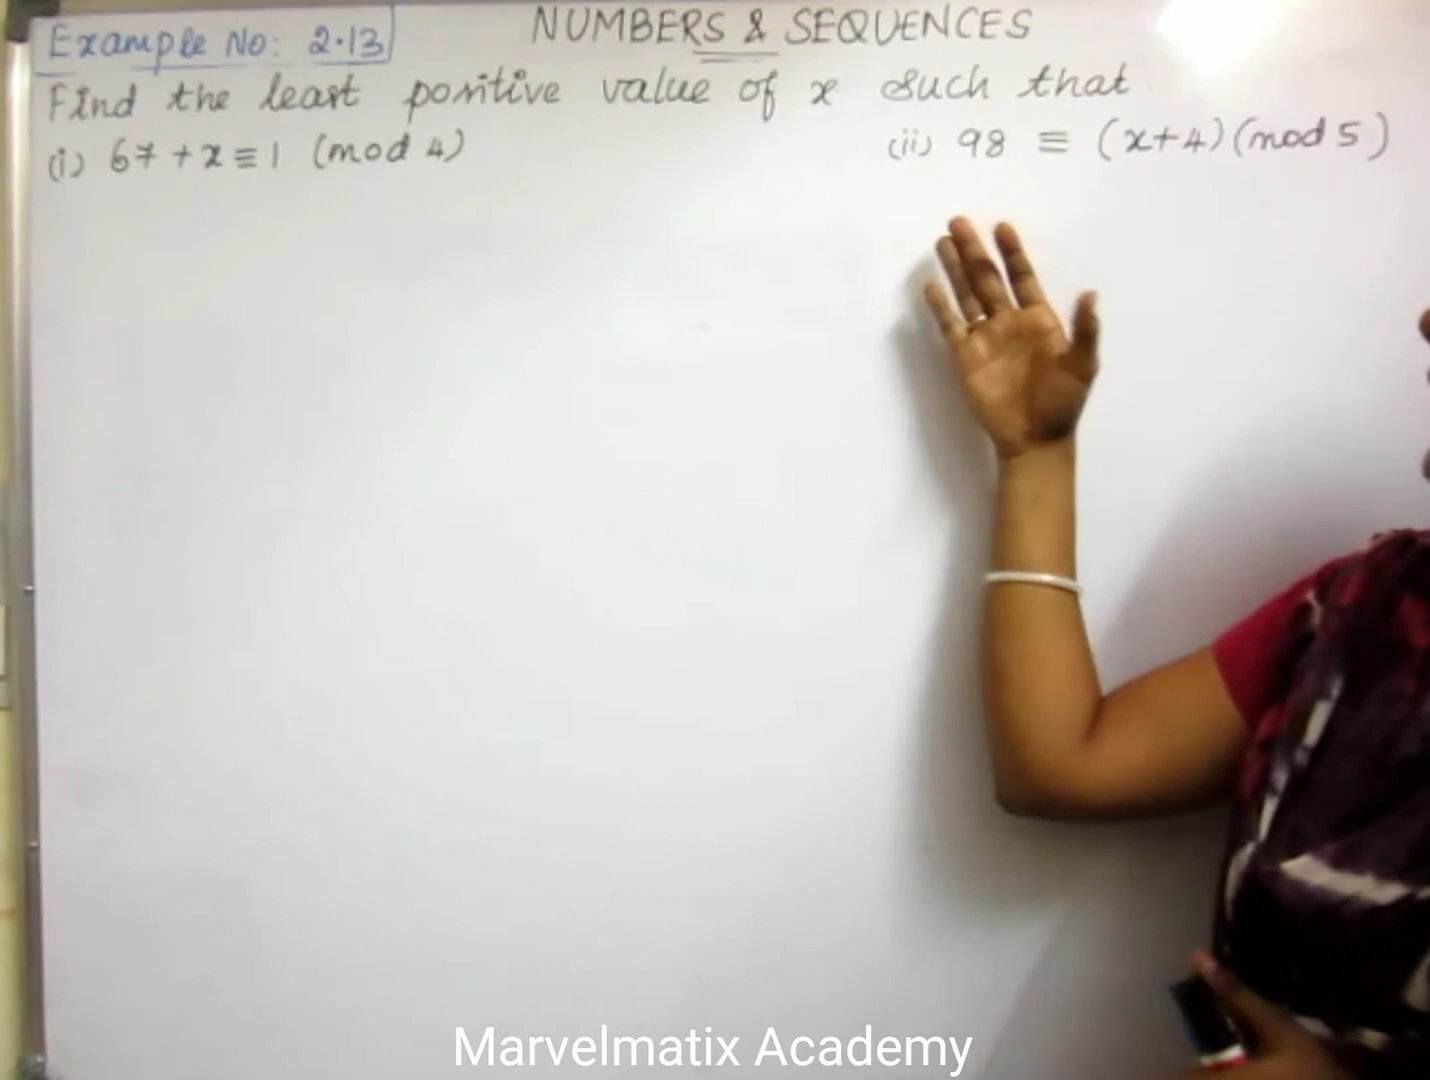 Example No: 2.13
NUMBERS & SEQUENCES
Find the least positive value of x such that
(i) 67 + x ≡ 1 (mod 4)
(ii) 98 ≡ (x+4)(mod 5)
Marvelmatix Academy